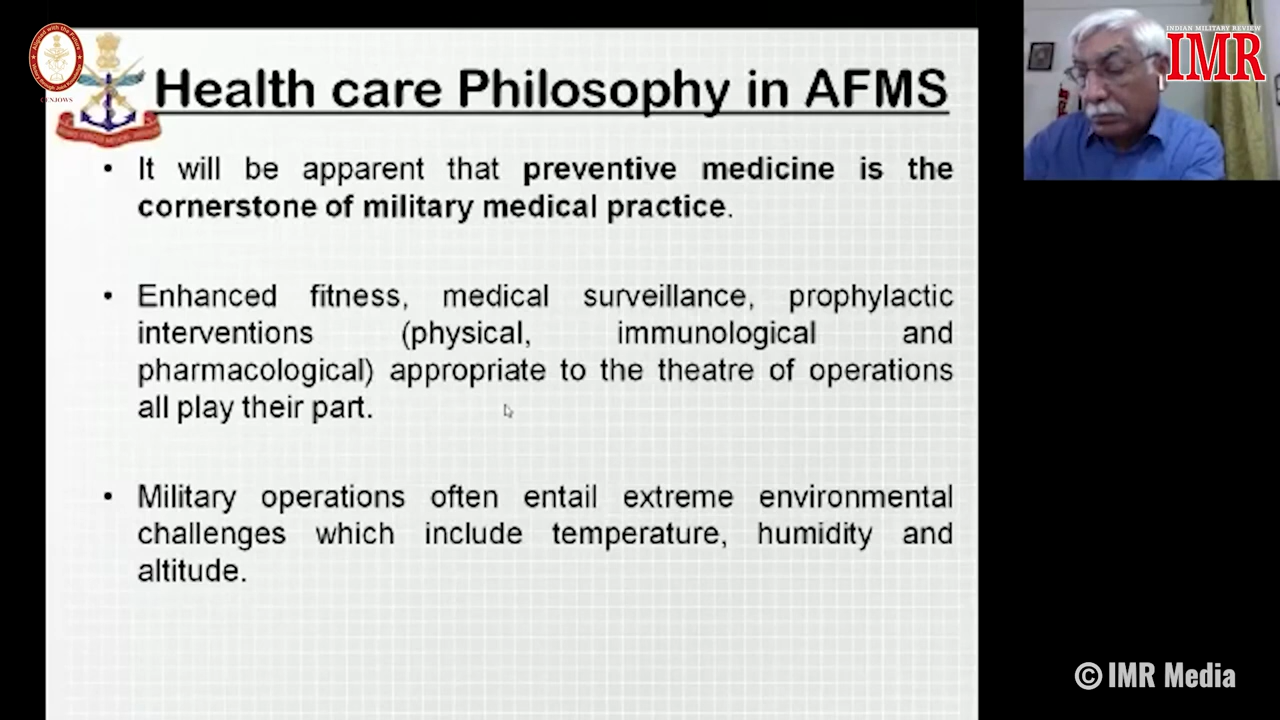 INDIAN MILITARY REVIEW
IMR
CENJOWS
Health care Philosophy in AFMS
• It will be apparent that preventive medicine is the
cornerstone of military medical practice.
• Enhanced fitness, medical surveillance, prophylactic
interventions (physical, immunological and
pharmacological) appropriate to the theatre of operations
all play their part.
• Military operations often entail extreme environmental
challenges which include temperature, humidity and
altitude.
© IMR Media